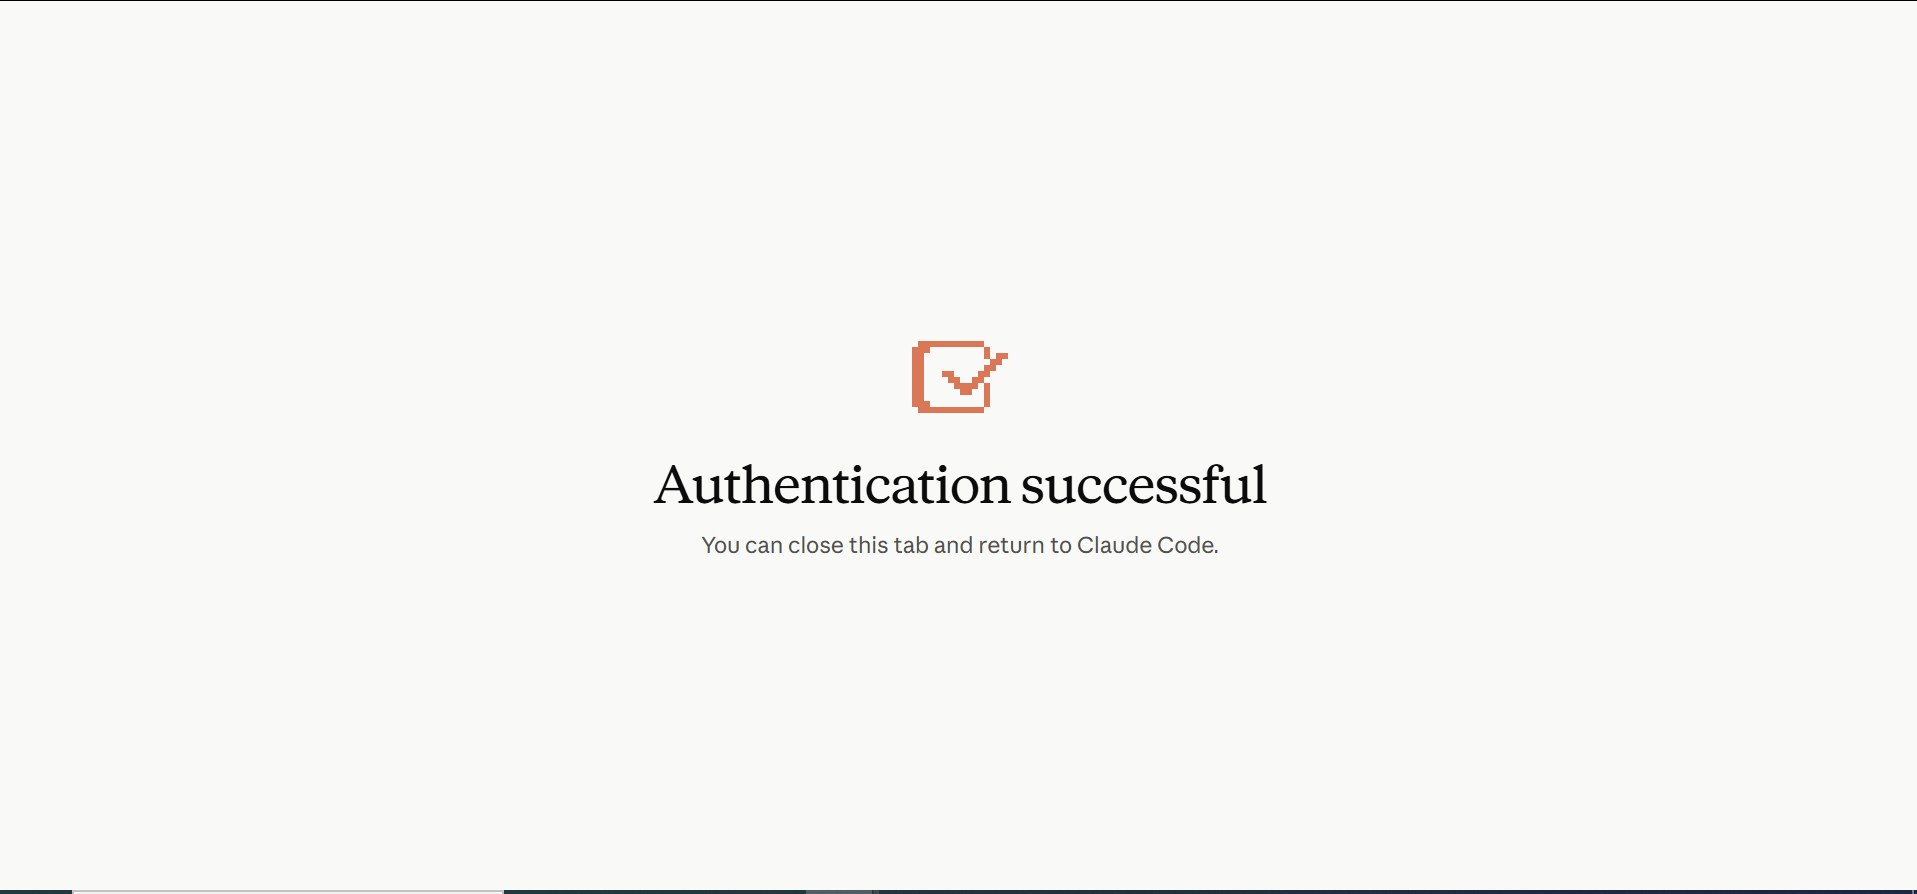 Authentication successful
You can close this tab and return to Claude Code.